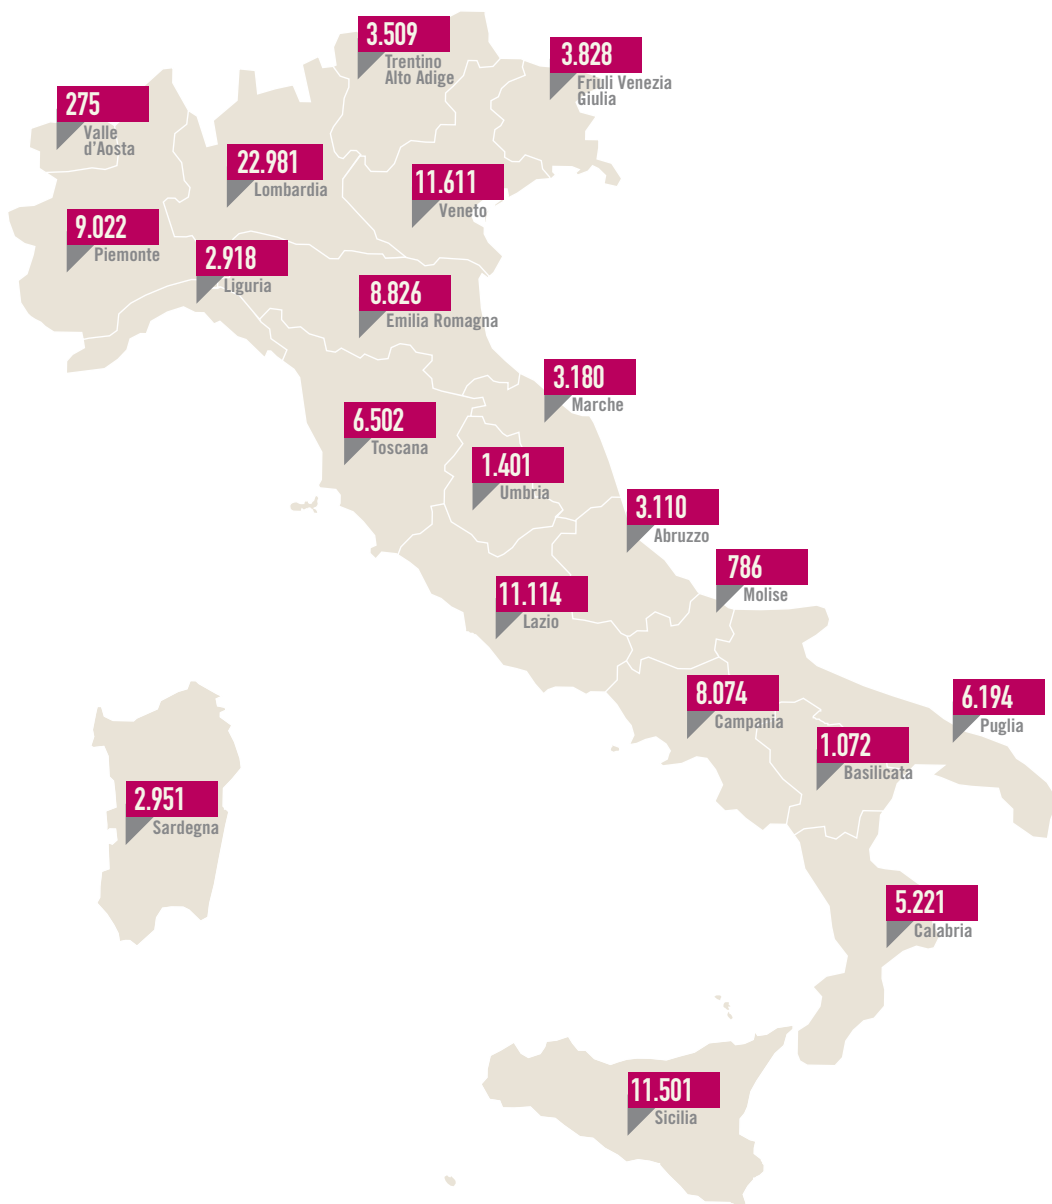 3.509
Trentino
Alto Adige
3.828
Friuli Venezia
Giulia
275
Valle
d'Aosta
22.981
Lombardia
11.611
Veneto
9.022
Piemonte
2.918
Liguria
8.826
Emilia Romagna
3.180
Marche
6.502
Toscana
1.401
Umbria
3.110
Abruzzo
786
Molise
11.114
Lazio
8.074
Campania
6.194
Puglia
1.072
Basilicata
2.951
Sardegna
5.221
Calabria
11.501
Sicilia